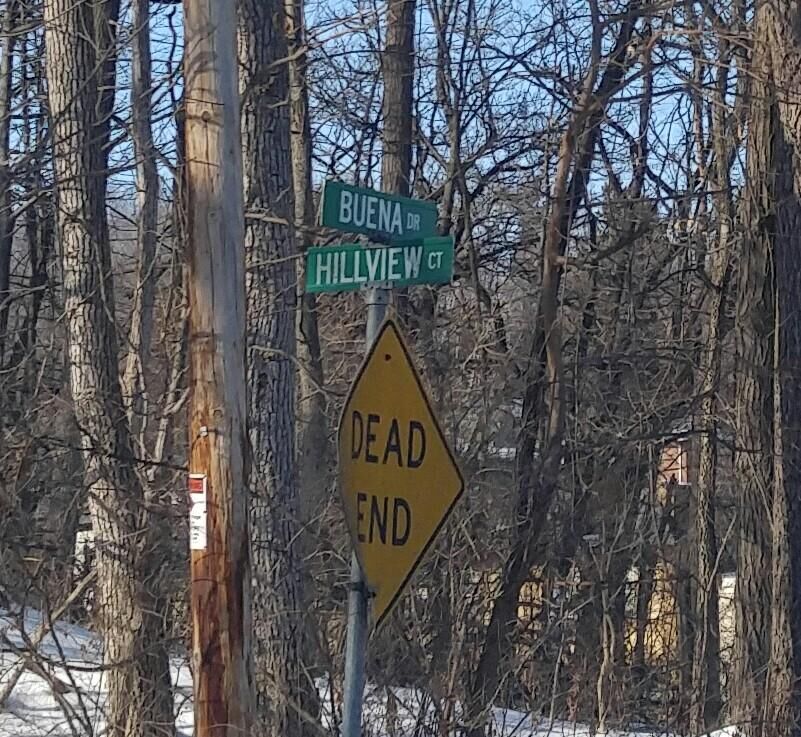 BUENA DR
HILLVIEW CT
DEAD
END